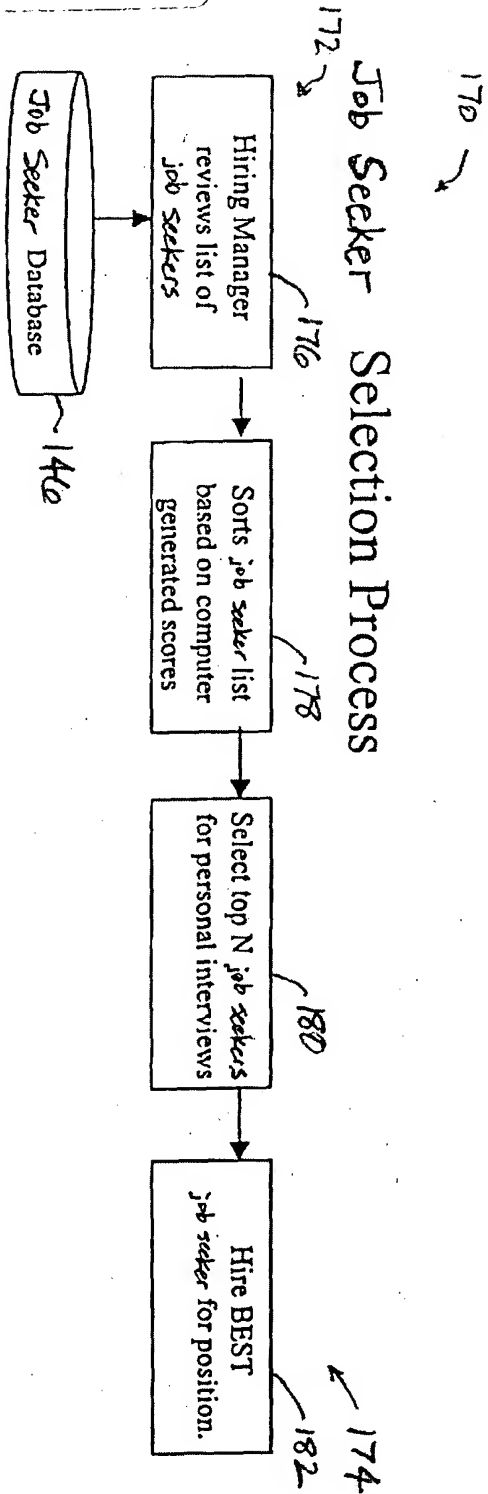 170
Job Seeker Selection Process
172
174
Hiring Manager
reviews list of
job seekers
176
Sorts job seeker list
based on computer
generated scores
178
Select top N job seekers
for personal interviews
180
Hire BEST
job seeker for position.
182
Job Seeker Database
146